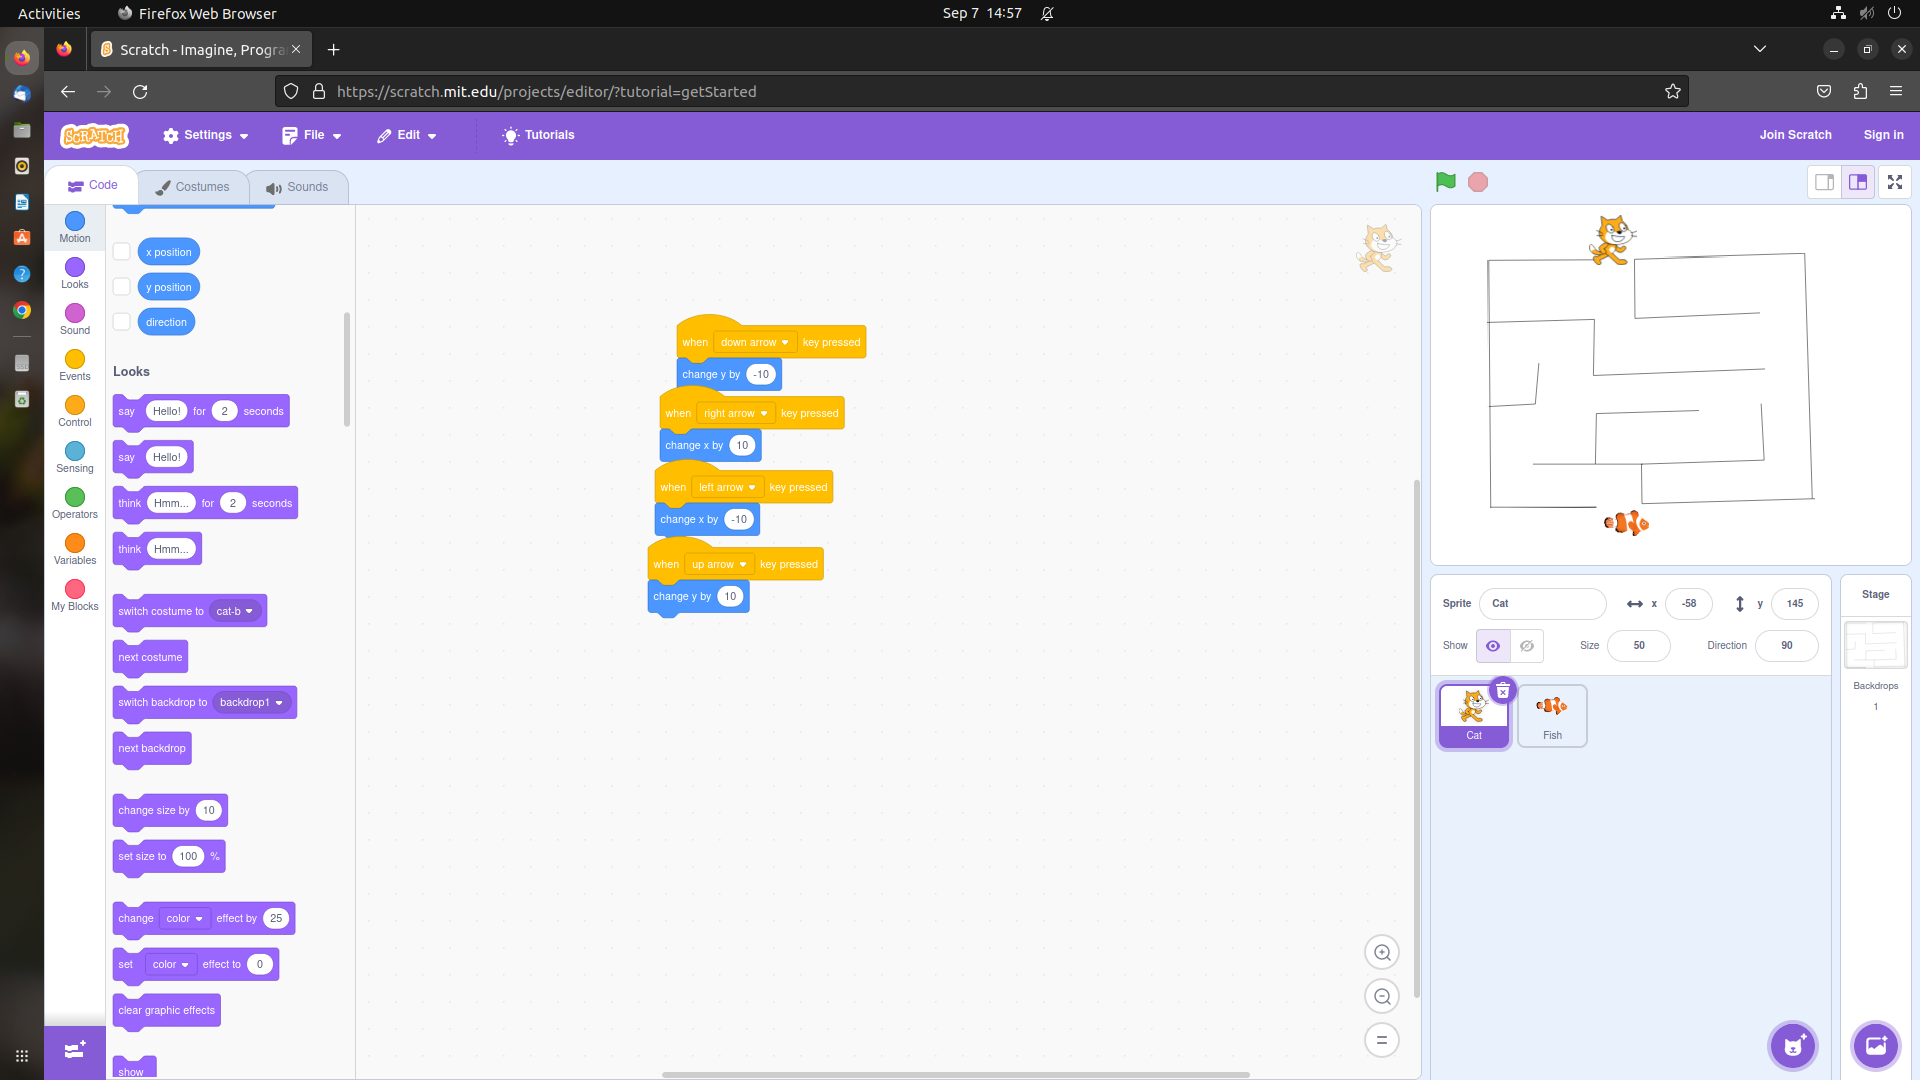 Activities
Firefox Web Browser
Sep 7 14:57
Scratch - Imagine, Progra
https://scratch.mit.edu/projects/editor/?tutorial=getStarted
SCRATCH
Settings
File
Edit
Tutorials
Join Scratch
Sign in
Code
Costumes
Sounds
Motion
Looks
Sound
Events
Control
Sensing
Operators
Variables
My Blocks
x position
y position
direction
Looks
say Hello! for 2 seconds
say Hello!
think Hmm... for 2 seconds
think Hmm...
switch costume to cat-b
next costume
switch backdrop to backdrop1
next backdrop
change size by 10
set size to 100 %
change color effect by 25
set color effect to 0
clear graphic effects
show
when down arrow key pressed
change y by -10
when right arrow key pressed
change x by 10
when left arrow key pressed
change x by -10
when up arrow key pressed
change y by 10
Sprite Cat x -58 y 145
Show Size 50 Direction 90
Cat
Fish
Stage
Backdrops
1